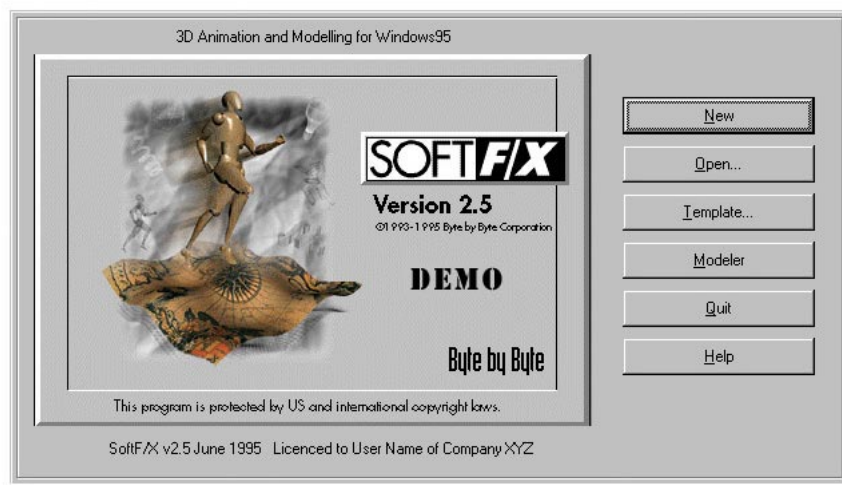 3D Animation and Modelling for Windows95
SOFT F/X
Version 2.5
©1993-1995 Byte by Byte Corporation
DEMO
Byte by Byte
This program is protected by US and international copyright laws.
SoftF/X v2.5 June 1995 Licenced to User Name of Company XYZ
New
Open...
Template...
Modeler
Quit
Help